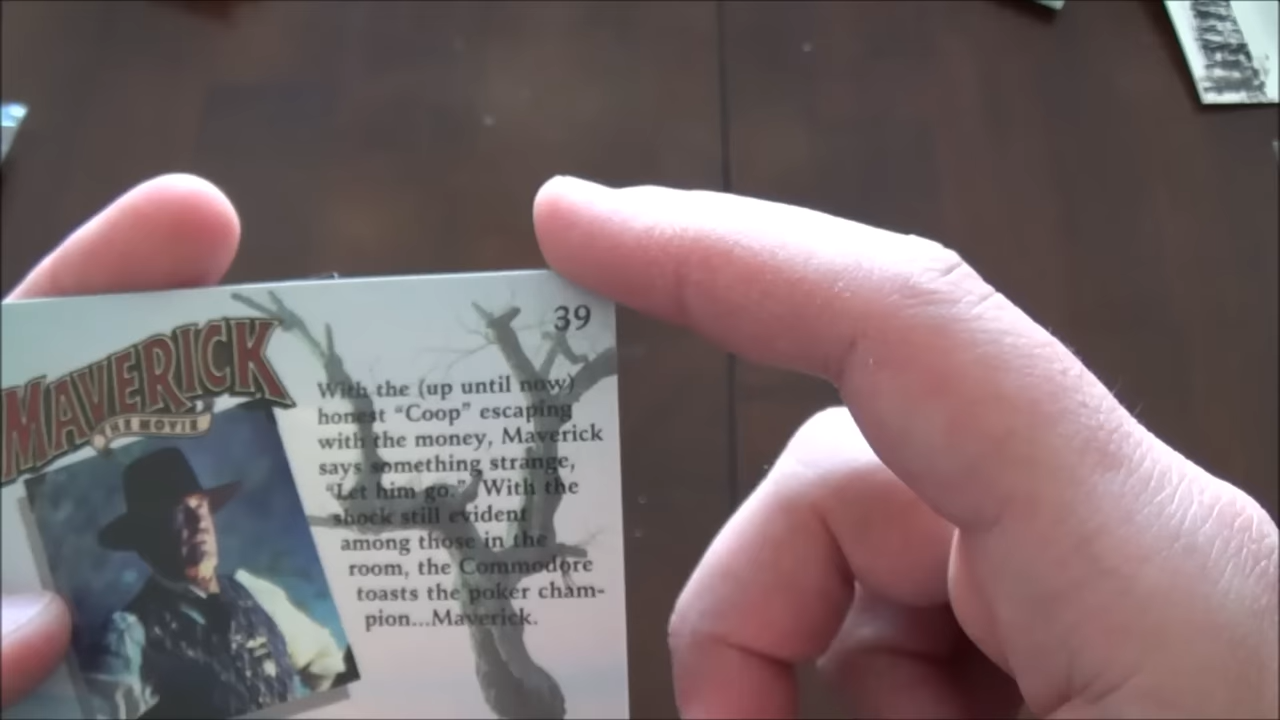 39
MAVERICK
THE MOVIE
With the (up until now)
honest “Coop” escaping
with the money, Maverick
says something strange,
“Let him go.” With the
shock still evident
among those in the
room, the Commodore
toasts the poker cham-
pion...Maverick.